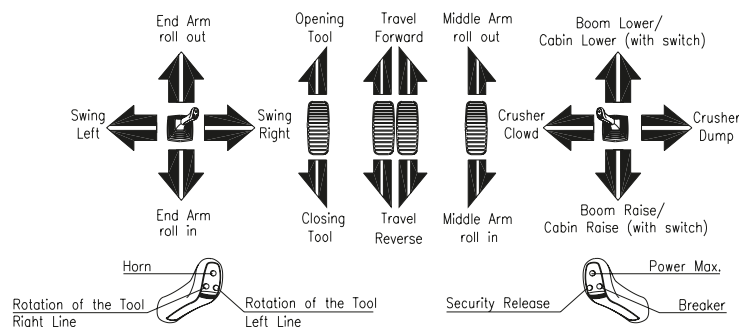 End Arm
roll out
Opening
Tool
Travel
Forward
Middle Arm
roll out
Boom Lower/
Cabin Lower (with switch)
Swing
Left
Swing
Right
Crusher
Clowd
Crusher
Dump
End Arm
roll in
Closing
Tool
Travel
Reverse
Middle Arm
roll in
Boom Raise/
Cabin Raise (with switch)
Horn
Rotation of the Tool
Right Line
Rotation of the Tool
Left Line
Power Max.
Security Release
Breaker